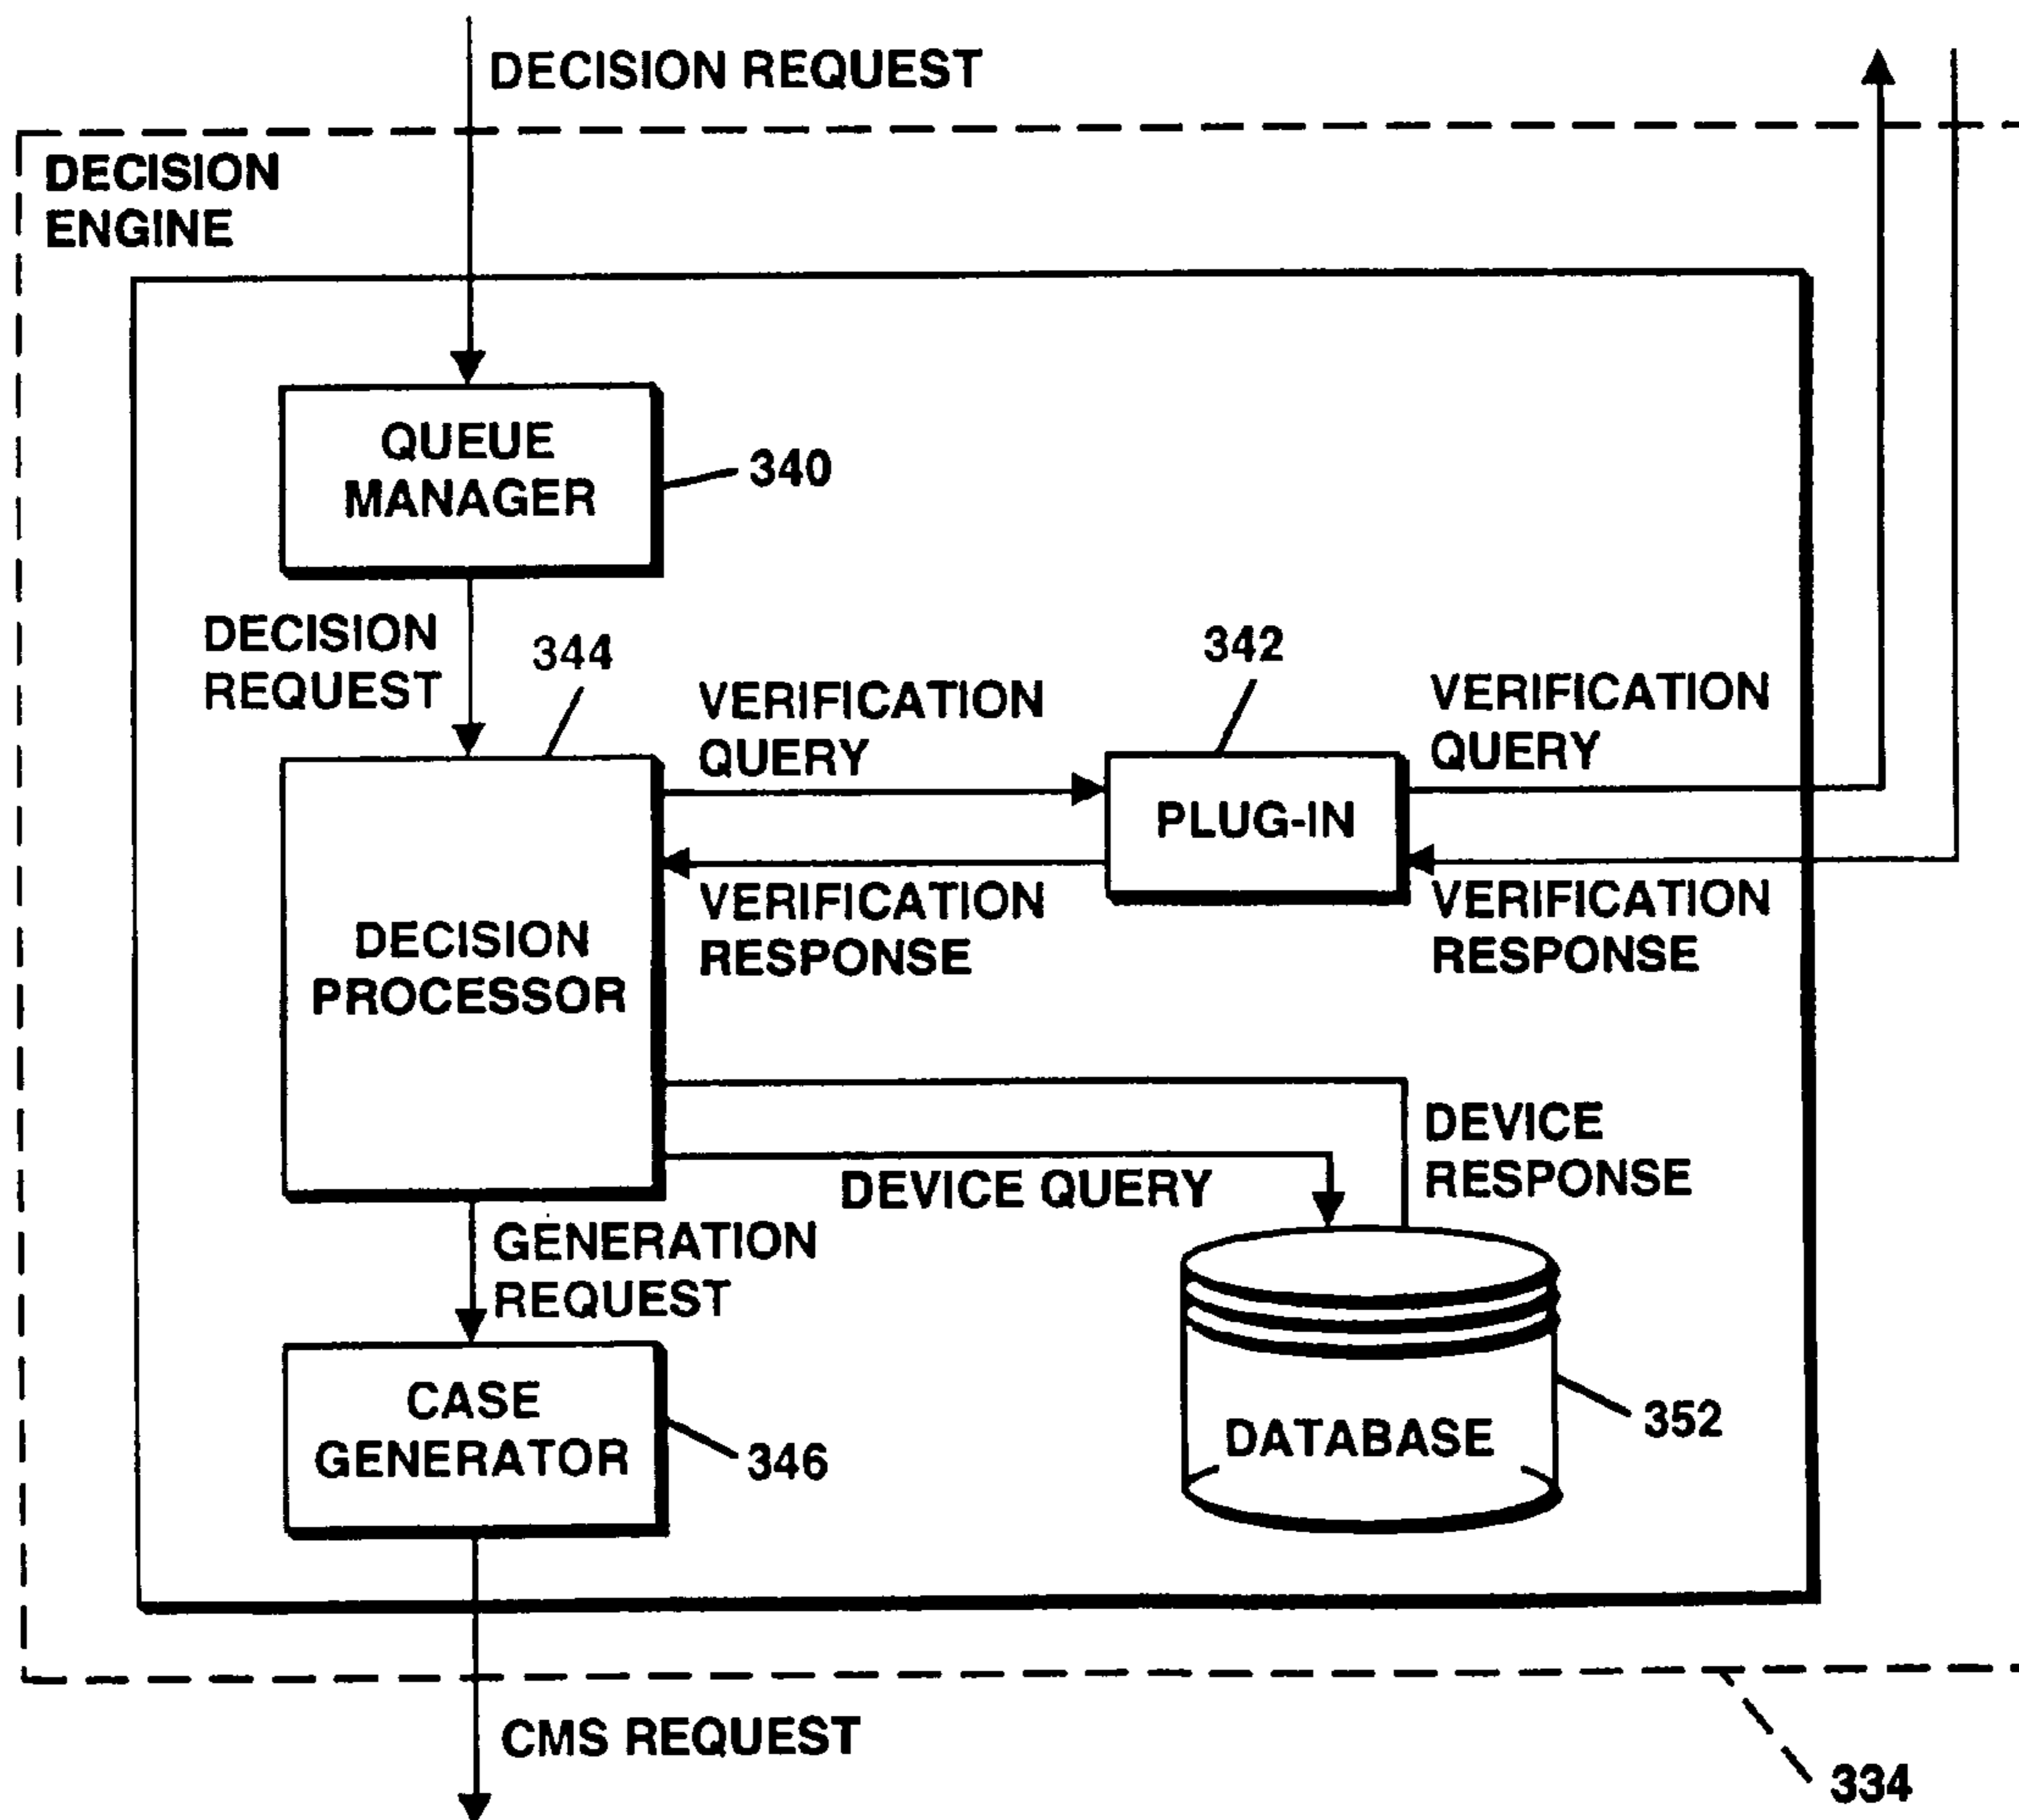 DECISION REQUEST
DECISION
ENGINE
QUEUE
MANAGER
340
DECISION
REQUEST
344
VERIFICATION
QUERY
342
VERIFICATION
QUERY
PLUG-IN
DECISION
PROCESSOR
VERIFICATION
RESPONSE
VERIFICATION
RESPONSE
DEVICE
RESPONSE
DEVICE QUERY
GENERATION
REQUEST
CASE
GENERATOR
346
DATABASE
352
CMS REQUEST
334